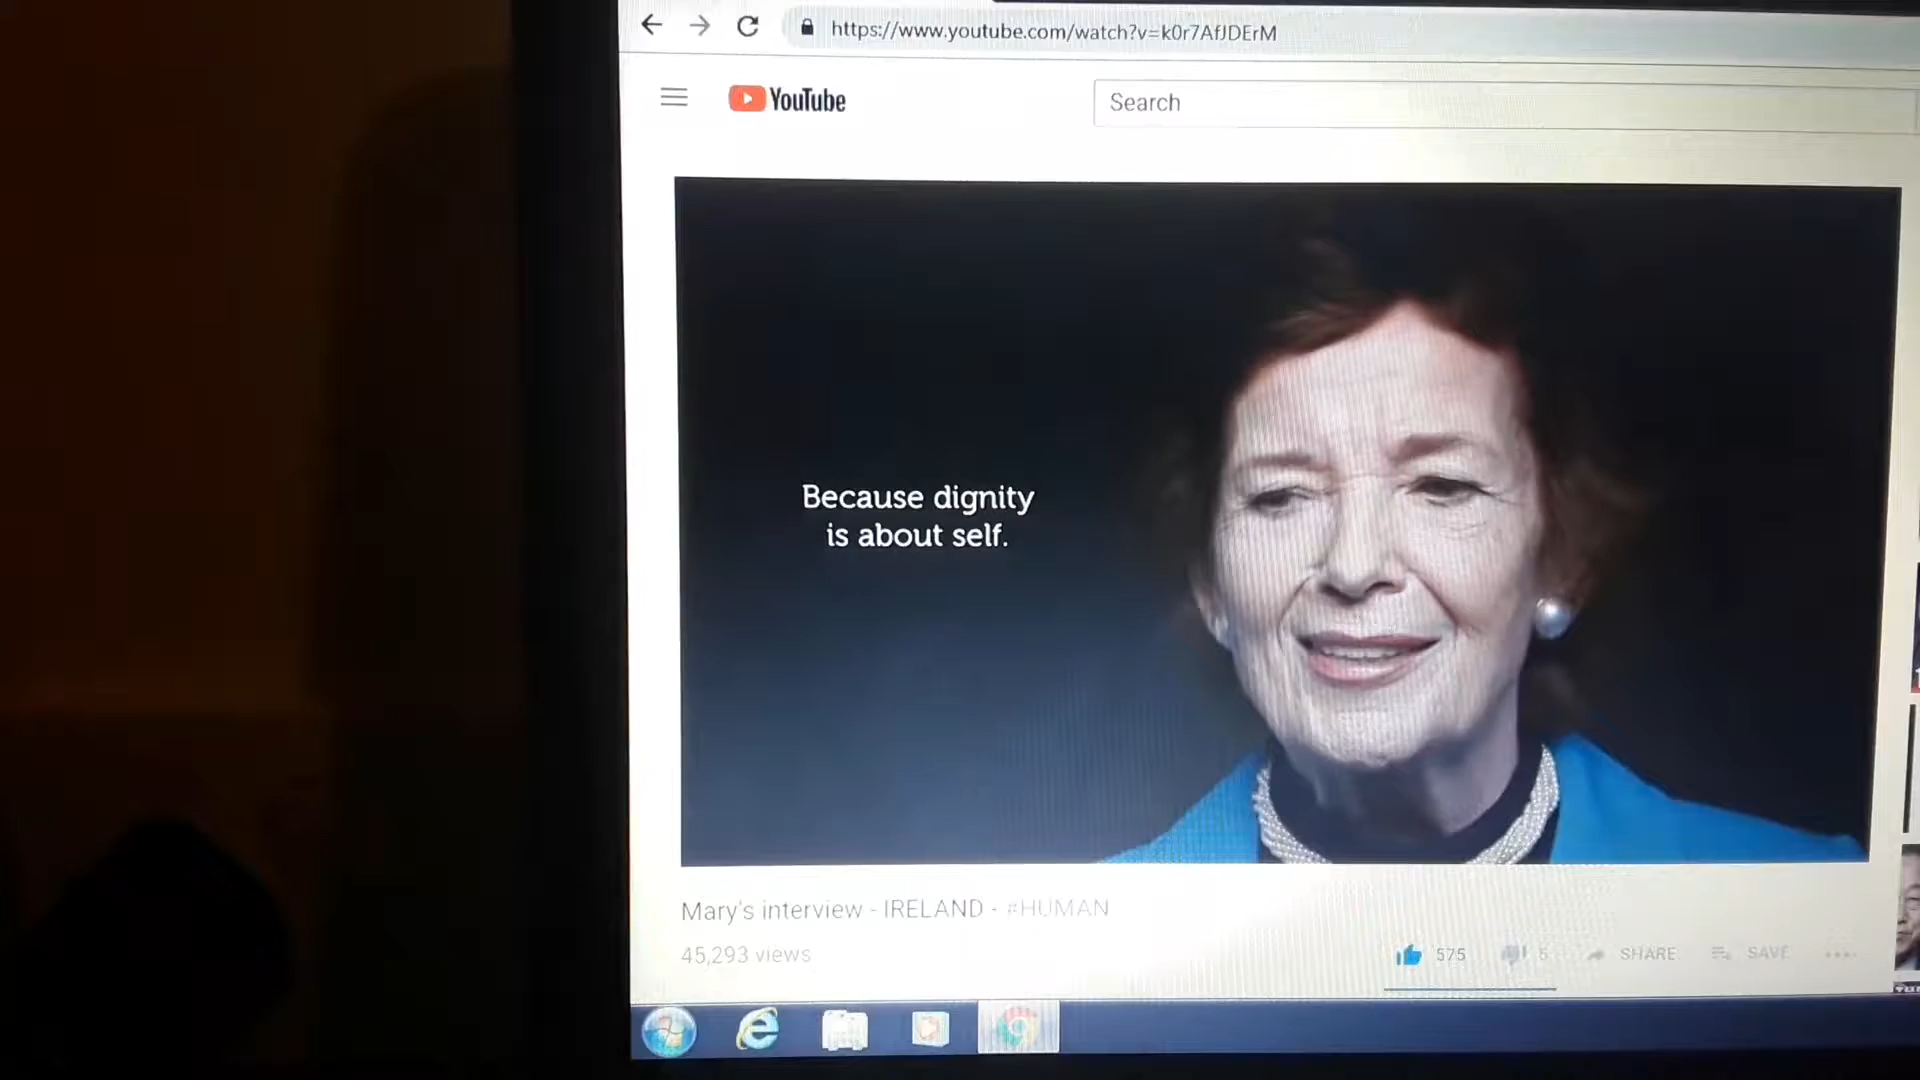 https://www.youtube.com/watch?v=k0r7AfJDErM
YouTube
Search
Because dignity
is about self.
Mary's interview - IRELAND - #HUMAN
45,293 views
575
5
SHARE
SAVE